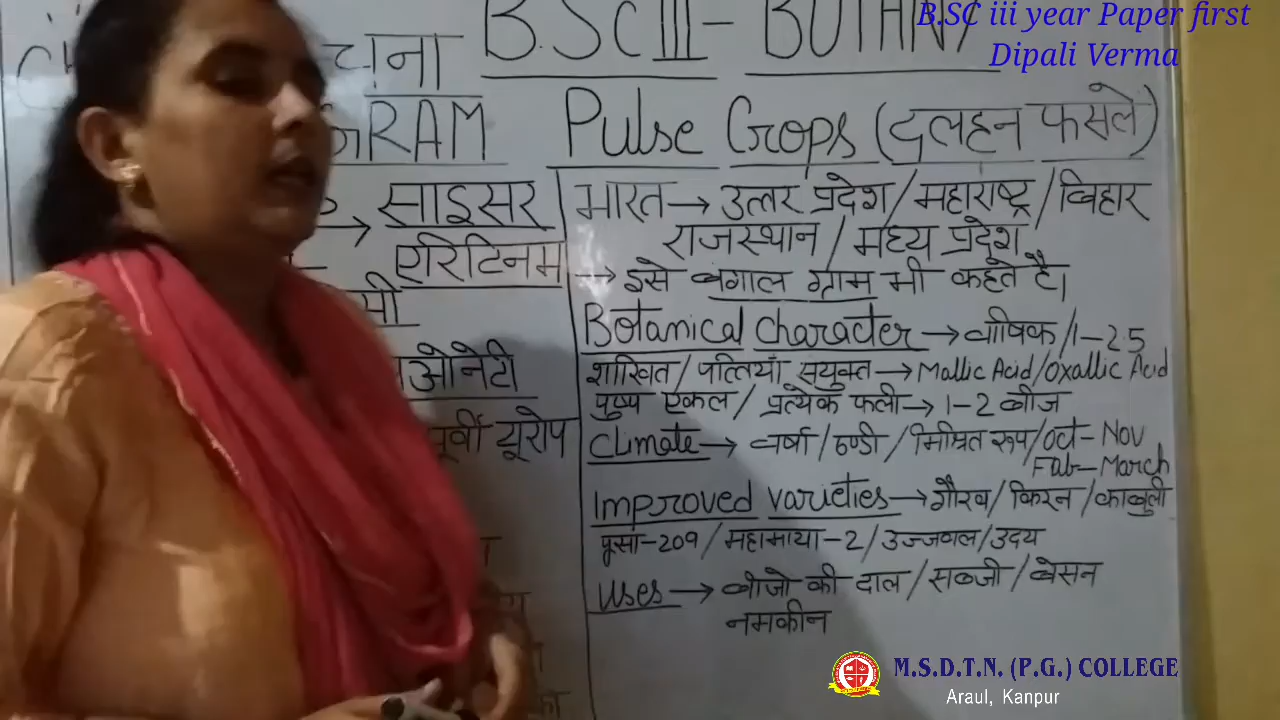 B.SC iii year Paper first
Dipali Verma
B.SC III - BOTANY
GRAM Pulse Crops (दलहन फसले)
→ साइसर
एरिटिनम
ओनेटी
पूर्वी यूरोप
भारत → उत्तर प्रदेश / महाराष्ट्र / बिहार
राजस्थान / मध्य प्रदेश
→ इसे बंगाल ग्राम भी कहते है।
Botanical Character → वार्षिक / 1-2.5
शाखित / पत्तियां संयुक्त → Mallic Acid/Oxallic Acid
पुष्प एकल / प्रत्येक फली → 1-2 बीज
Climate → वर्षा / ठण्डी / मिश्रित रूप / Oct-Nov
Fab-March
Improved varieties → गौरव / किरन / काबुली
पूसा-209 / महामाया-2 / उज्जवल / उदय
Uses → बीजो की दाल / सब्जी / बेसन
नमकीन
M.S.D.T.N. (P.G.) COLLEGE
Araul, Kanpur